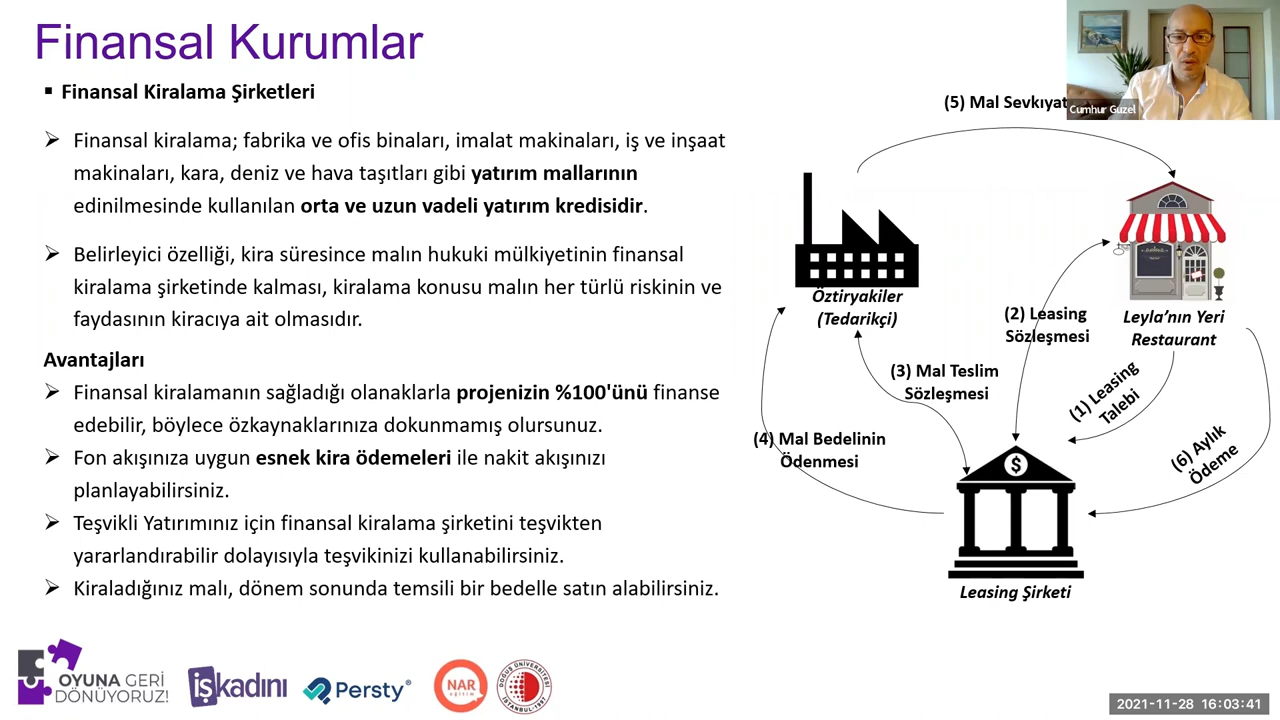 Finansal Kurumlar
▪ Finansal Kiralama Şirketleri
➢ Finansal kiralama; fabrika ve ofis binaları, imalat makinaları, iş ve inşaat
makinaları, kara, deniz ve hava taşıtları gibi yatırım mallarının
edinilmesinde kullanılan orta ve uzun vadeli yatırım kredisidir.
➢ Belirleyici özelliği, kira süresince malın hukuki mülkiyetinin finansal
kiralama şirketinde kalması, kiralama konusu malın her türlü riskinin ve
faydasının kiracıya ait olmasıdır.
Avantajları
➢ Finansal kiralamanın sağladığı olanaklarla projenizin %100'ünü finanse
edebilir, böylece özkaynaklarınıza dokunmamış olursunuz.
➢ Fon akışınıza uygun esnek kira ödemeleri ile nakit akışınızı
planlayabilirsiniz.
➢ Teşvikli Yatırımınız için finansal kiralama şirketini teşvikten
yararlandırabilir dolayısıyla teşvikinizi kullanabilirsiniz.
➢ Kiraladığınız malı, dönem sonunda temsili bir bedelle satın alabilirsiniz.
Cumhur Guzel
(5) Mal Sevkıyat
Öztiryakiler
(Tedarikçi)
Leyla’nın Yeri
Restaurant
(2) Leasing
Sözleşmesi
(3) Mal Teslim
Sözleşmesi
(1) Leasing
Talebi
(4) Mal Bedelinin
Ödenmesi
(6) Aylık
Ödeme
$
Leasing Şirketi
OYUNA GERİ
DÖNÜYORUZ!
işkadını
Persty®
NAR
eğitim
DOĞUŞ ÜNİVERSİTESİ
İSTANBUL-1997
2021-11-28 16:03:41